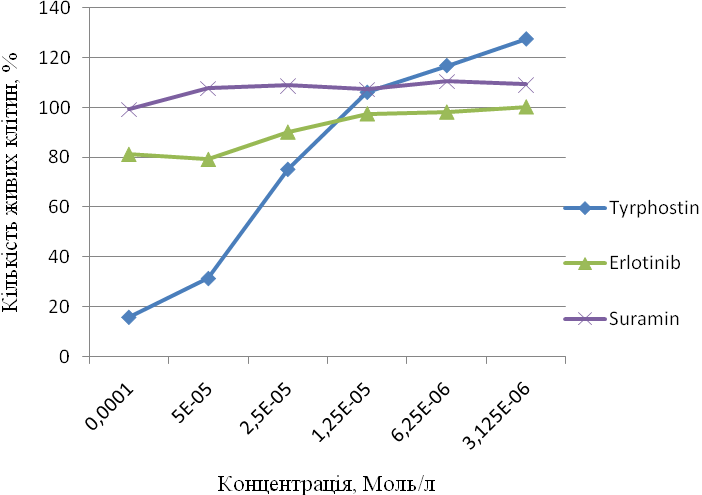 Кількість живих клітин, %
140
120
100
80
60
40
20
0
0,0001
5E-05
2,5E-05
1,25E-05
6,25E-06
3,125E-06
Концентрація, Моль/л
Tyrphostin
Erlotinib
Suramin